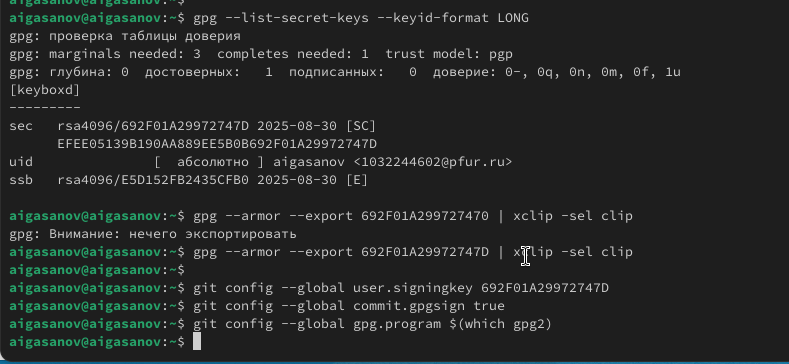 aigasanov@aigasanov:~$ gpg --list-secret-keys --keyid-format LONG
gpg: проверка таблицы доверия
gpg: marginals needed: 3  completes needed: 1  trust model: pgp
gpg: глубина: 0  достоверных:   1  подписанных:   0  доверие: 0-, 0q, 0n, 0m, 0f, 1u
[keyboxd]
---------
sec   rsa4096/692F01A29972747D 2025-08-30 [SC]
      EFEE05139B190AA889EE5B0B692F01A29972747D
uid               [  абсолютно ] aigasanov <1032244602@pfur.ru>
ssb   rsa4096/E5D152FB2435CFB0 2025-08-30 [E]
aigasanov@aigasanov:~$ gpg --armor --export 692F01A299727470 | xclip -sel clip
gpg: Внимание: нечего экспортировать
aigasanov@aigasanov:~$ gpg --armor --export 692F01A29972747D | xclip -sel clip
aigasanov@aigasanov:~$
aigasanov@aigasanov:~$ git config --global user.signingkey 692F01A29972747D
aigasanov@aigasanov:~$ git config --global commit.gpgsign true
aigasanov@aigasanov:~$ git config --global gpg.program $(which gpg2)
aigasanov@aigasanov:~$